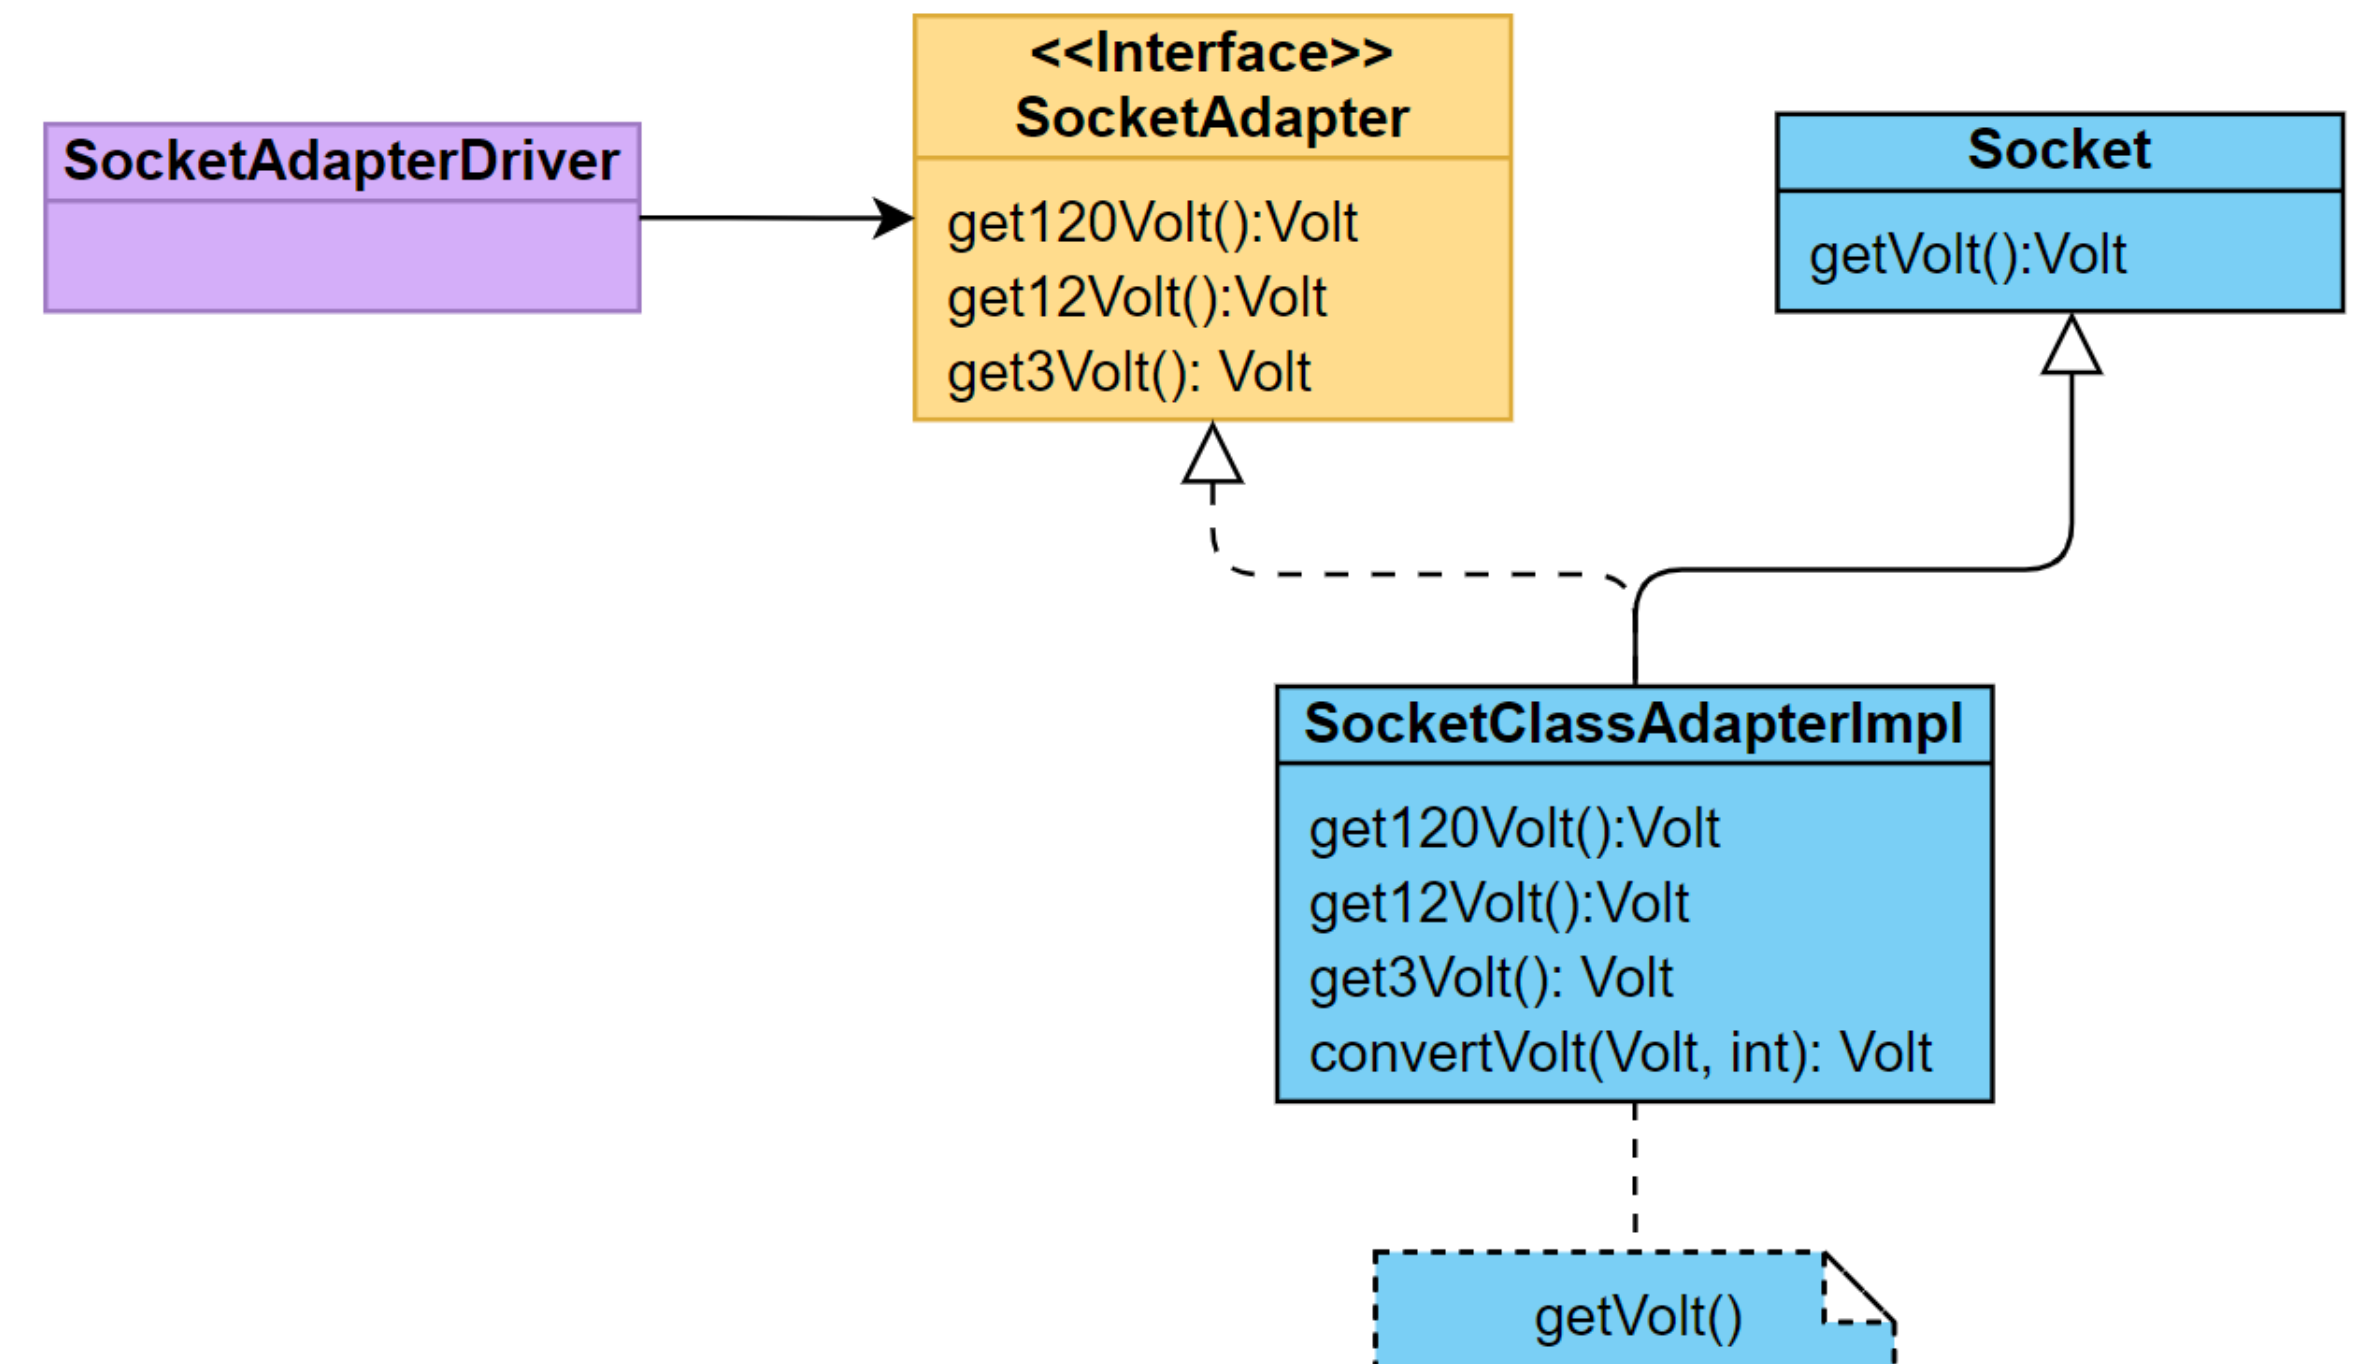 SocketAdapterDriver
<<Interface>>
SocketAdapter
get120Volt():Volt
get12Volt():Volt
get3Volt(): Volt
Socket
getVolt():Volt
SocketClassAdapterImpl
get120Volt():Volt
get12Volt():Volt
get3Volt(): Volt
convertVolt(Volt, int): Volt
getVolt()